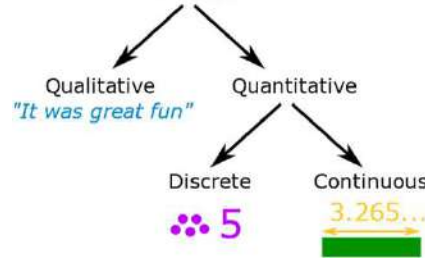 Qualitative
"It was great fun"
Quantitative
Discrete
5
Continuous
3.265...